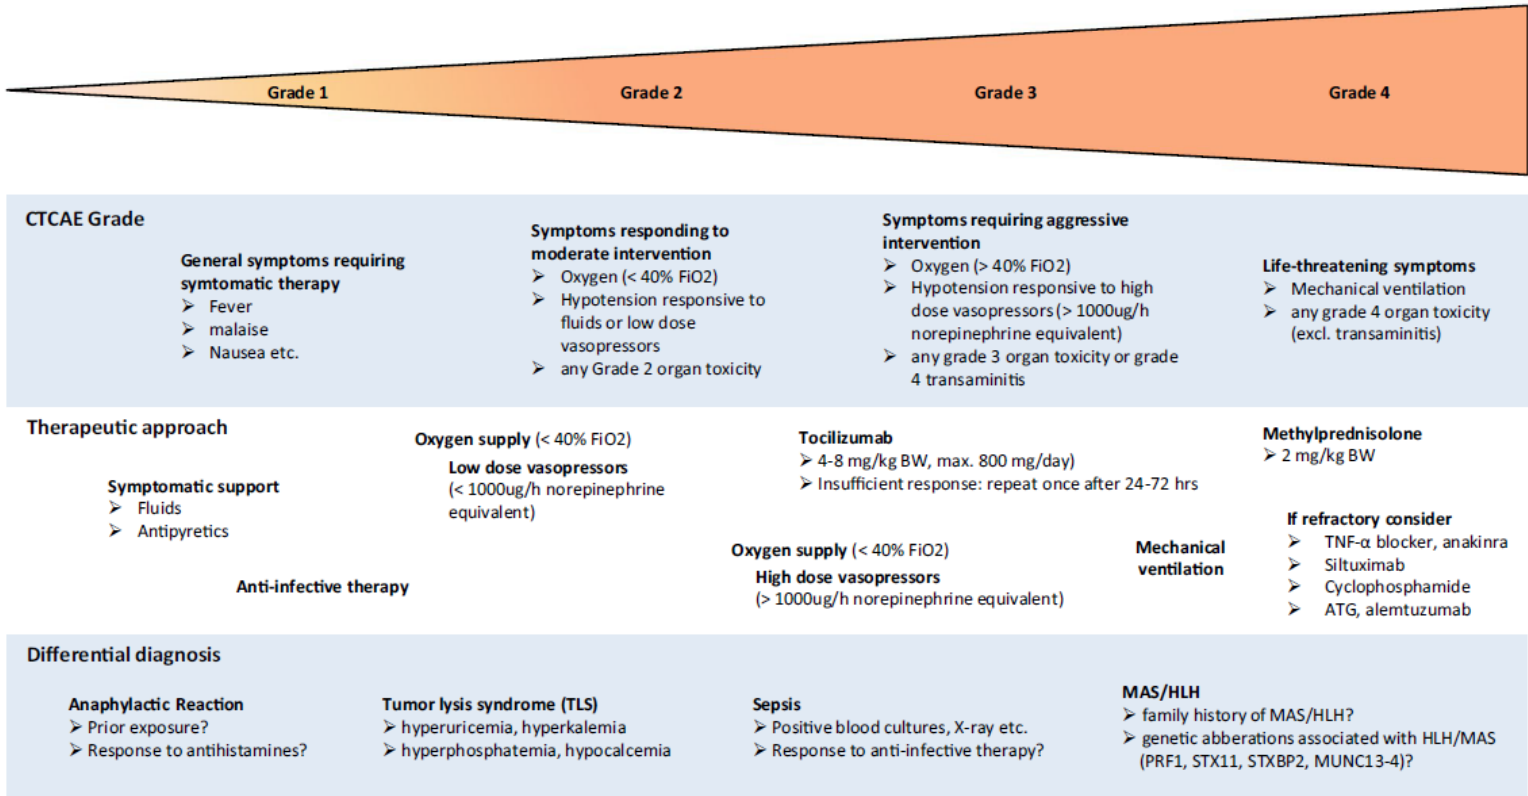 Grade 1
Grade 2
Grade 3
Grade 4
CTCAE Grade
General symptoms requiring
symtomatic therapy
➢ Fever
➢ malaise
➢ Nausea etc.
Symptoms responding to
moderate intervention
➢ Oxygen (< 40% FiO2)
➢ Hypotension responsive to
fluids or low dose
vasopressors
➢ any Grade 2 organ toxicity
Symptoms requiring aggressive
intervention
➢ Oxygen (> 40% FiO2)
➢ Hypotension responsive to high
dose vasopressors (> 1000ug/h
norepinephrine equivalent)
➢ any grade 3 organ toxicity or grade
4 transaminitis
Life-threatening symptoms
➢ Mechanical ventilation
➢ any grade 4 organ toxicity
(excl. transaminitis)
Therapeutic approach
Symptomatic support
➢ Fluids
➢ Antipyretics
Anti-infective therapy
Oxygen supply (< 40% FiO2)
Low dose vasopressors
(< 1000ug/h norepinephrine
equivalent)
Tocilizumab
➢ 4-8 mg/kg BW, max. 800 mg/day)
➢ Insufficient response: repeat once after 24-72 hrs
Oxygen supply (< 40% FiO2)
High dose vasopressors
(> 1000ug/h norepinephrine equivalent)
Mechanical
ventilation
Methylprednisolone
➢ 2 mg/kg BW
If refractory consider
➢ TNF-α blocker, anakinra
➢ Siltuximab
➢ Cyclophosphamide
➢ ATG, alemtuzumab
Differential diagnosis
Anaphylactic Reaction
➢ Prior exposure?
➢ Response to antihistamines?
Tumor lysis syndrome (TLS)
➢ hyperuricemia, hyperkalemia
➢ hyperphosphatemia, hypocalcemia
Sepsis
➢ Positive blood cultures, X-ray etc.
➢ Response to anti-infective therapy?
MAS/HLH
➢ family history of MAS/HLH?
➢ genetic abberations associated with HLH/MAS
(PRF1, STX11, STXBP2, MUNC13-4)?